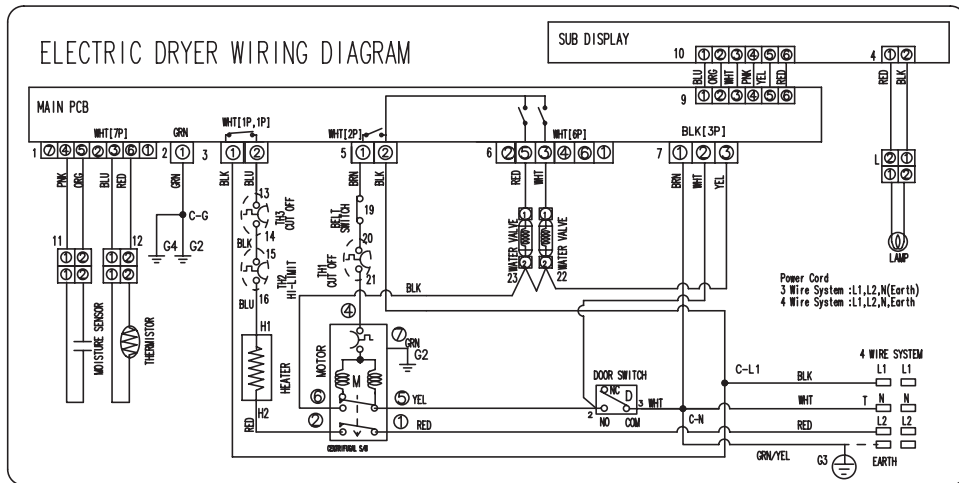 ELECTRIC DRYER WIRING DIAGRAM
SUB DISPLAY
10 1 2 3 4 5 6
4 1 2
BLU ORG WHT PNK YEL RED
RED BLK
9 1 2 3 4 5 6
MAIN PCB
WHT[7P] GRN WHT[1P,1P] WHT[2P] WHT[6P] BLK[3P]
1 7 4 5 2 3 6 1
2 1
3 1 2
5 1 2
6 2 5 3 4 6 1
7 1 2 3
L 2 1
1 2
PNK ORG BLU RED GRN BLK BLU BRN BLK RED WHT BRN WHT YEL
C-G
G4 G2
11 1 2
1 2
12 1 2
1 2
MOISTURE SENSOR
THERMISTOR
13
TH3
CUT OFF
14
BLK
15
TH2
HI-LIMIT
16
BLU
H1
HEATER
H2
RED
BELT
SWITCH
19
20
TH1
CUT OFF
21
BLK
4
7
GRN
G2
MOTOR
M
6
5 YEL
2
1 RED
CENTRIFUGAL S/W
1 1
WATER VALVE
WATER VALVE
2 2
23 22
LAMP
Power Cord
3 Wire System :L1,L2,N(Earth)
4 Wire System :L1,L2,N,Earth
DOOR SWITCH
NC D
2 3 WHT
NO COM
C-L1
C-N
4 WIRE SYSTEM
BLK L1 L1
WHT T N N
RED L2 L2
GRN/YEL G3 EARTH